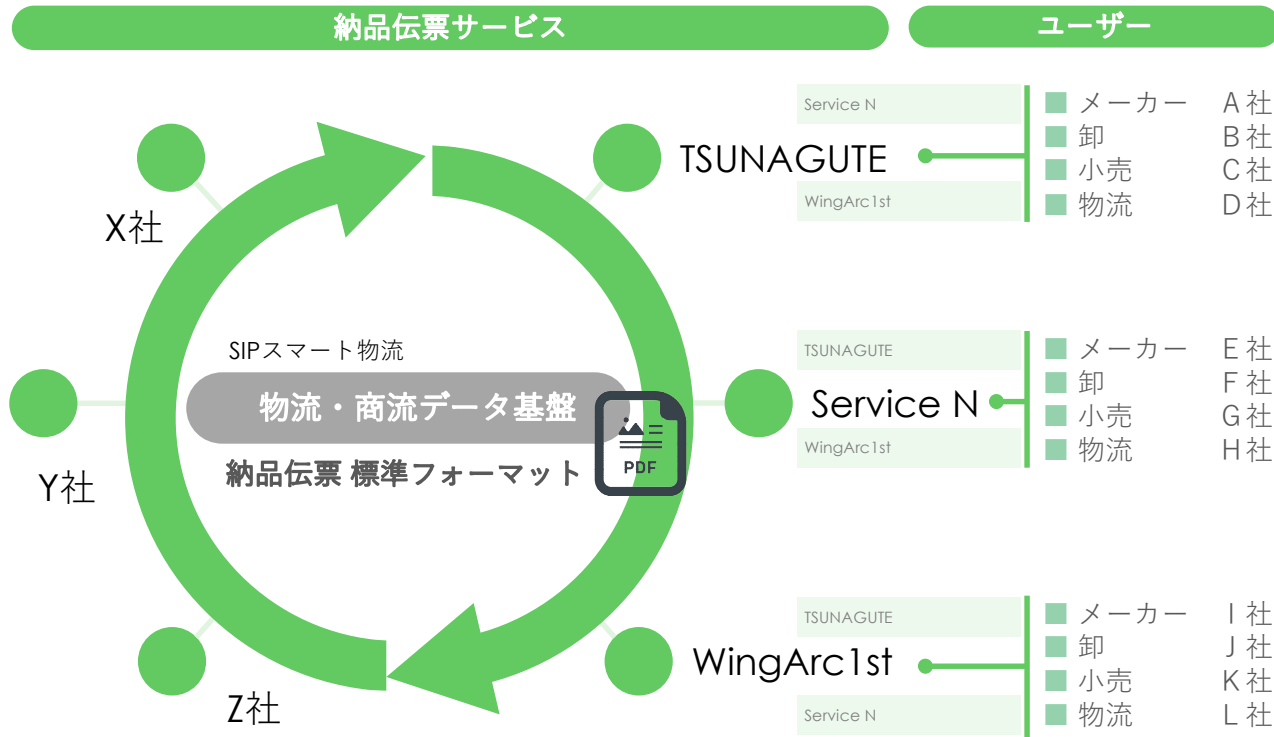 納品伝票サービス
ユーザー
X社
Y社
Z社
SIPスマート物流
物流・商流データ基盤
納品伝票 標準フォーマット
PDF
Service N
TSUNAGUTE
WingArc1st
メーカー A社
卸 B社
小売 C社
物流 D社
TSUNAGUTE
Service N
WingArc1st
メーカー E社
卸 F社
小売 G社
物流 H社
TSUNAGUTE
WingArc1st
Service N
メーカー I社
卸 J社
小売 K社
物流 L社